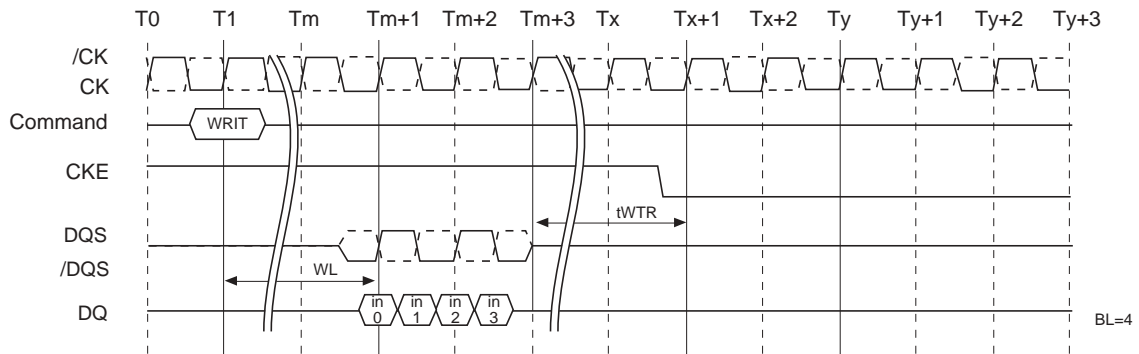 T0 T1 Tm Tm+1 Tm+2 Tm+3 Tx Tx+1 Tx+2 Ty Ty+1 Ty+2 Ty+3
/CK
CK
Command WRIT
CKE
tWTR
DQS
/DQS
WL
DQ in 0 in 1 in 2 in 3
BL=4